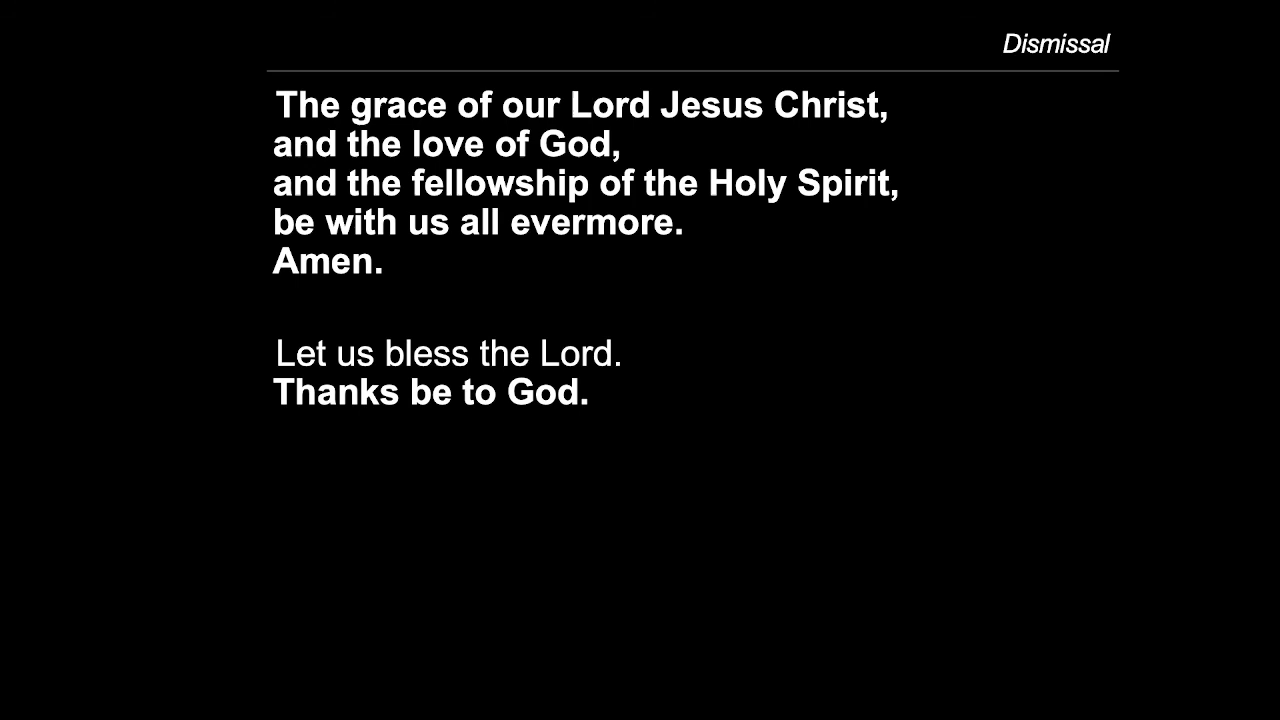 Dismissal
The grace of our Lord Jesus Christ,
and the love of God,
and the fellowship of the Holy Spirit,
be with us all evermore.
Amen.
Let us bless the Lord.
Thanks be to God.